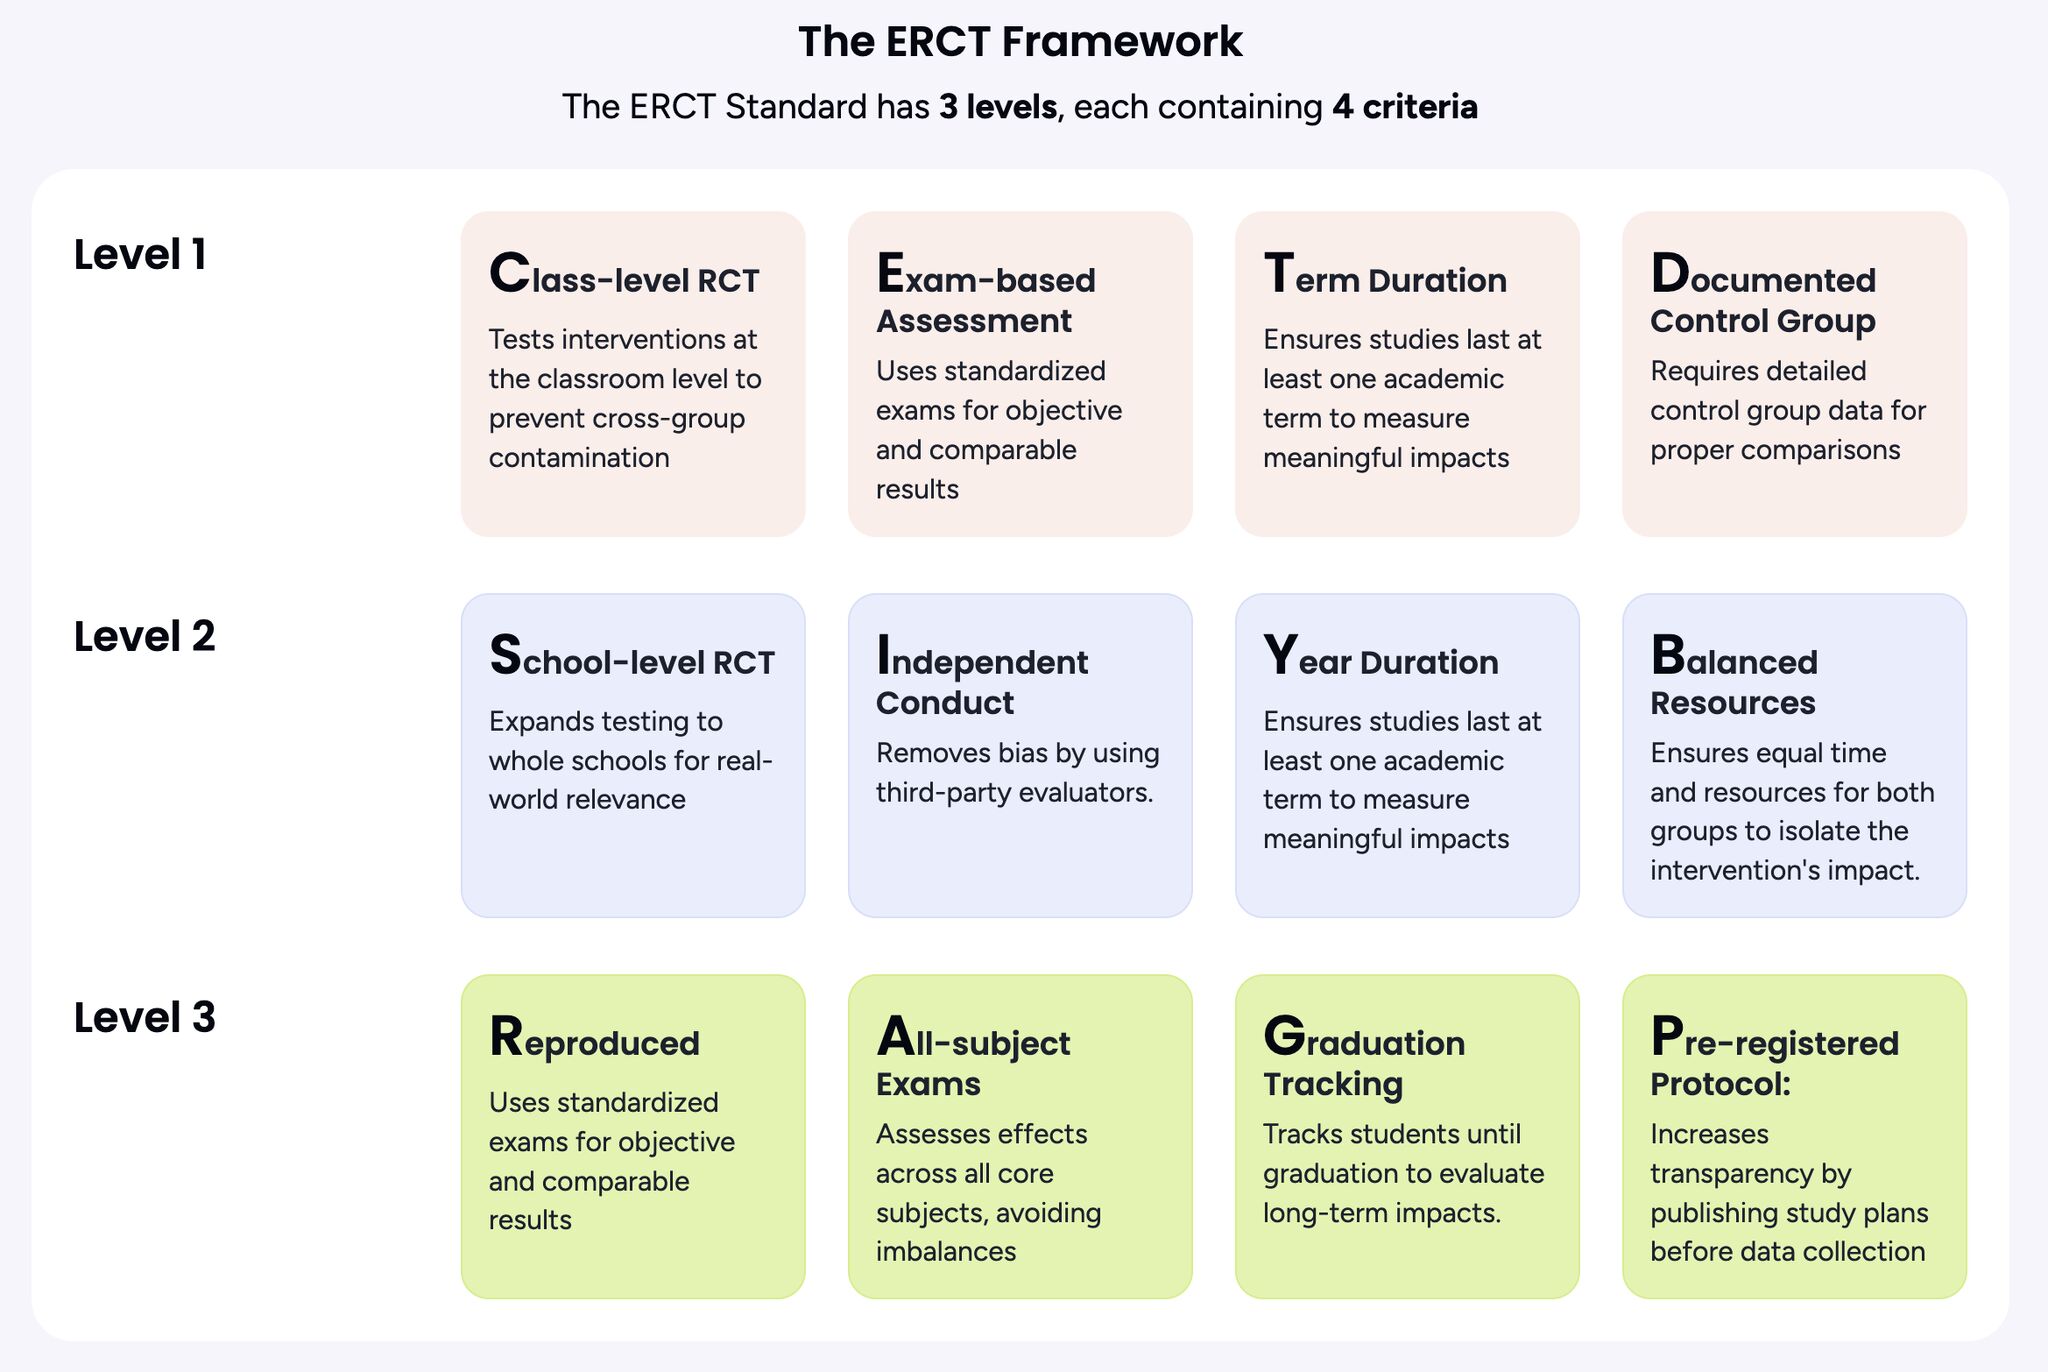 The ERCT Framework
The ERCT Standard has 3 levels, each containing 4 criteria
Level 1
Class-level RCT
Tests interventions at
the classroom level to
prevent cross-group
contamination
Exam-based
Assessment
Uses standardized
exams for objective
and comparable
results
Term Duration
Ensures studies last at
least one academic
term to measure
meaningful impacts
Documented
Control Group
Requires detailed
control group data for
proper comparisons
Level 2
School-level RCT
Expands testing to
whole schools for real-
world relevance
Independent
Conduct
Removes bias by using
third-party evaluators.
Year Duration
Ensures studies last at
least one academic
term to measure
meaningful impacts
Balanced
Resources
Ensures equal time
and resources for both
groups to isolate the
intervention's impact.
Level 3
Reproduced
Uses standardized
exams for objective
and comparable
results
All-subject
Exams
Assesses effects
across all core
subjects, avoiding
imbalances
Graduation
Tracking
Tracks students until
graduation to evaluate
long-term impacts.
Pre-registered
Protocol:
Increases
transparency by
publishing study plans
before data collection